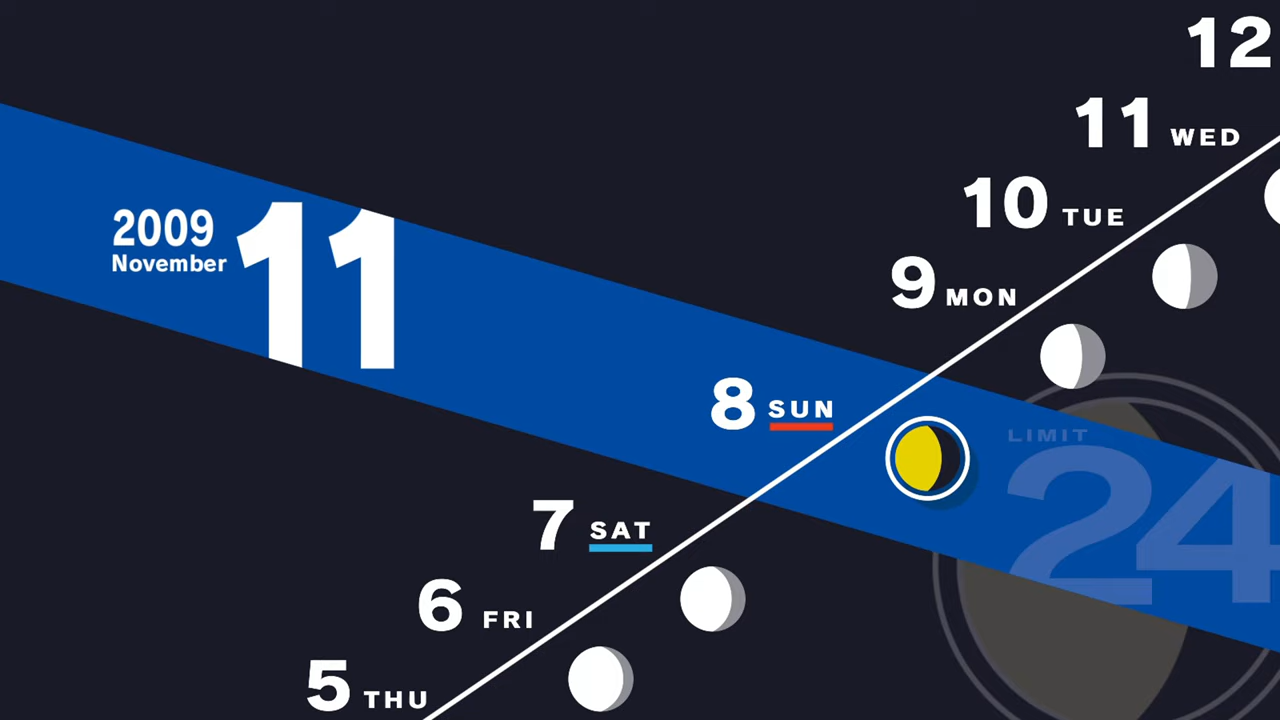 12
11 WED
10 TUE
2009
November 11
9 MON
8 SUN
LIMIT
24
7 SAT
6 FRI
5 THU